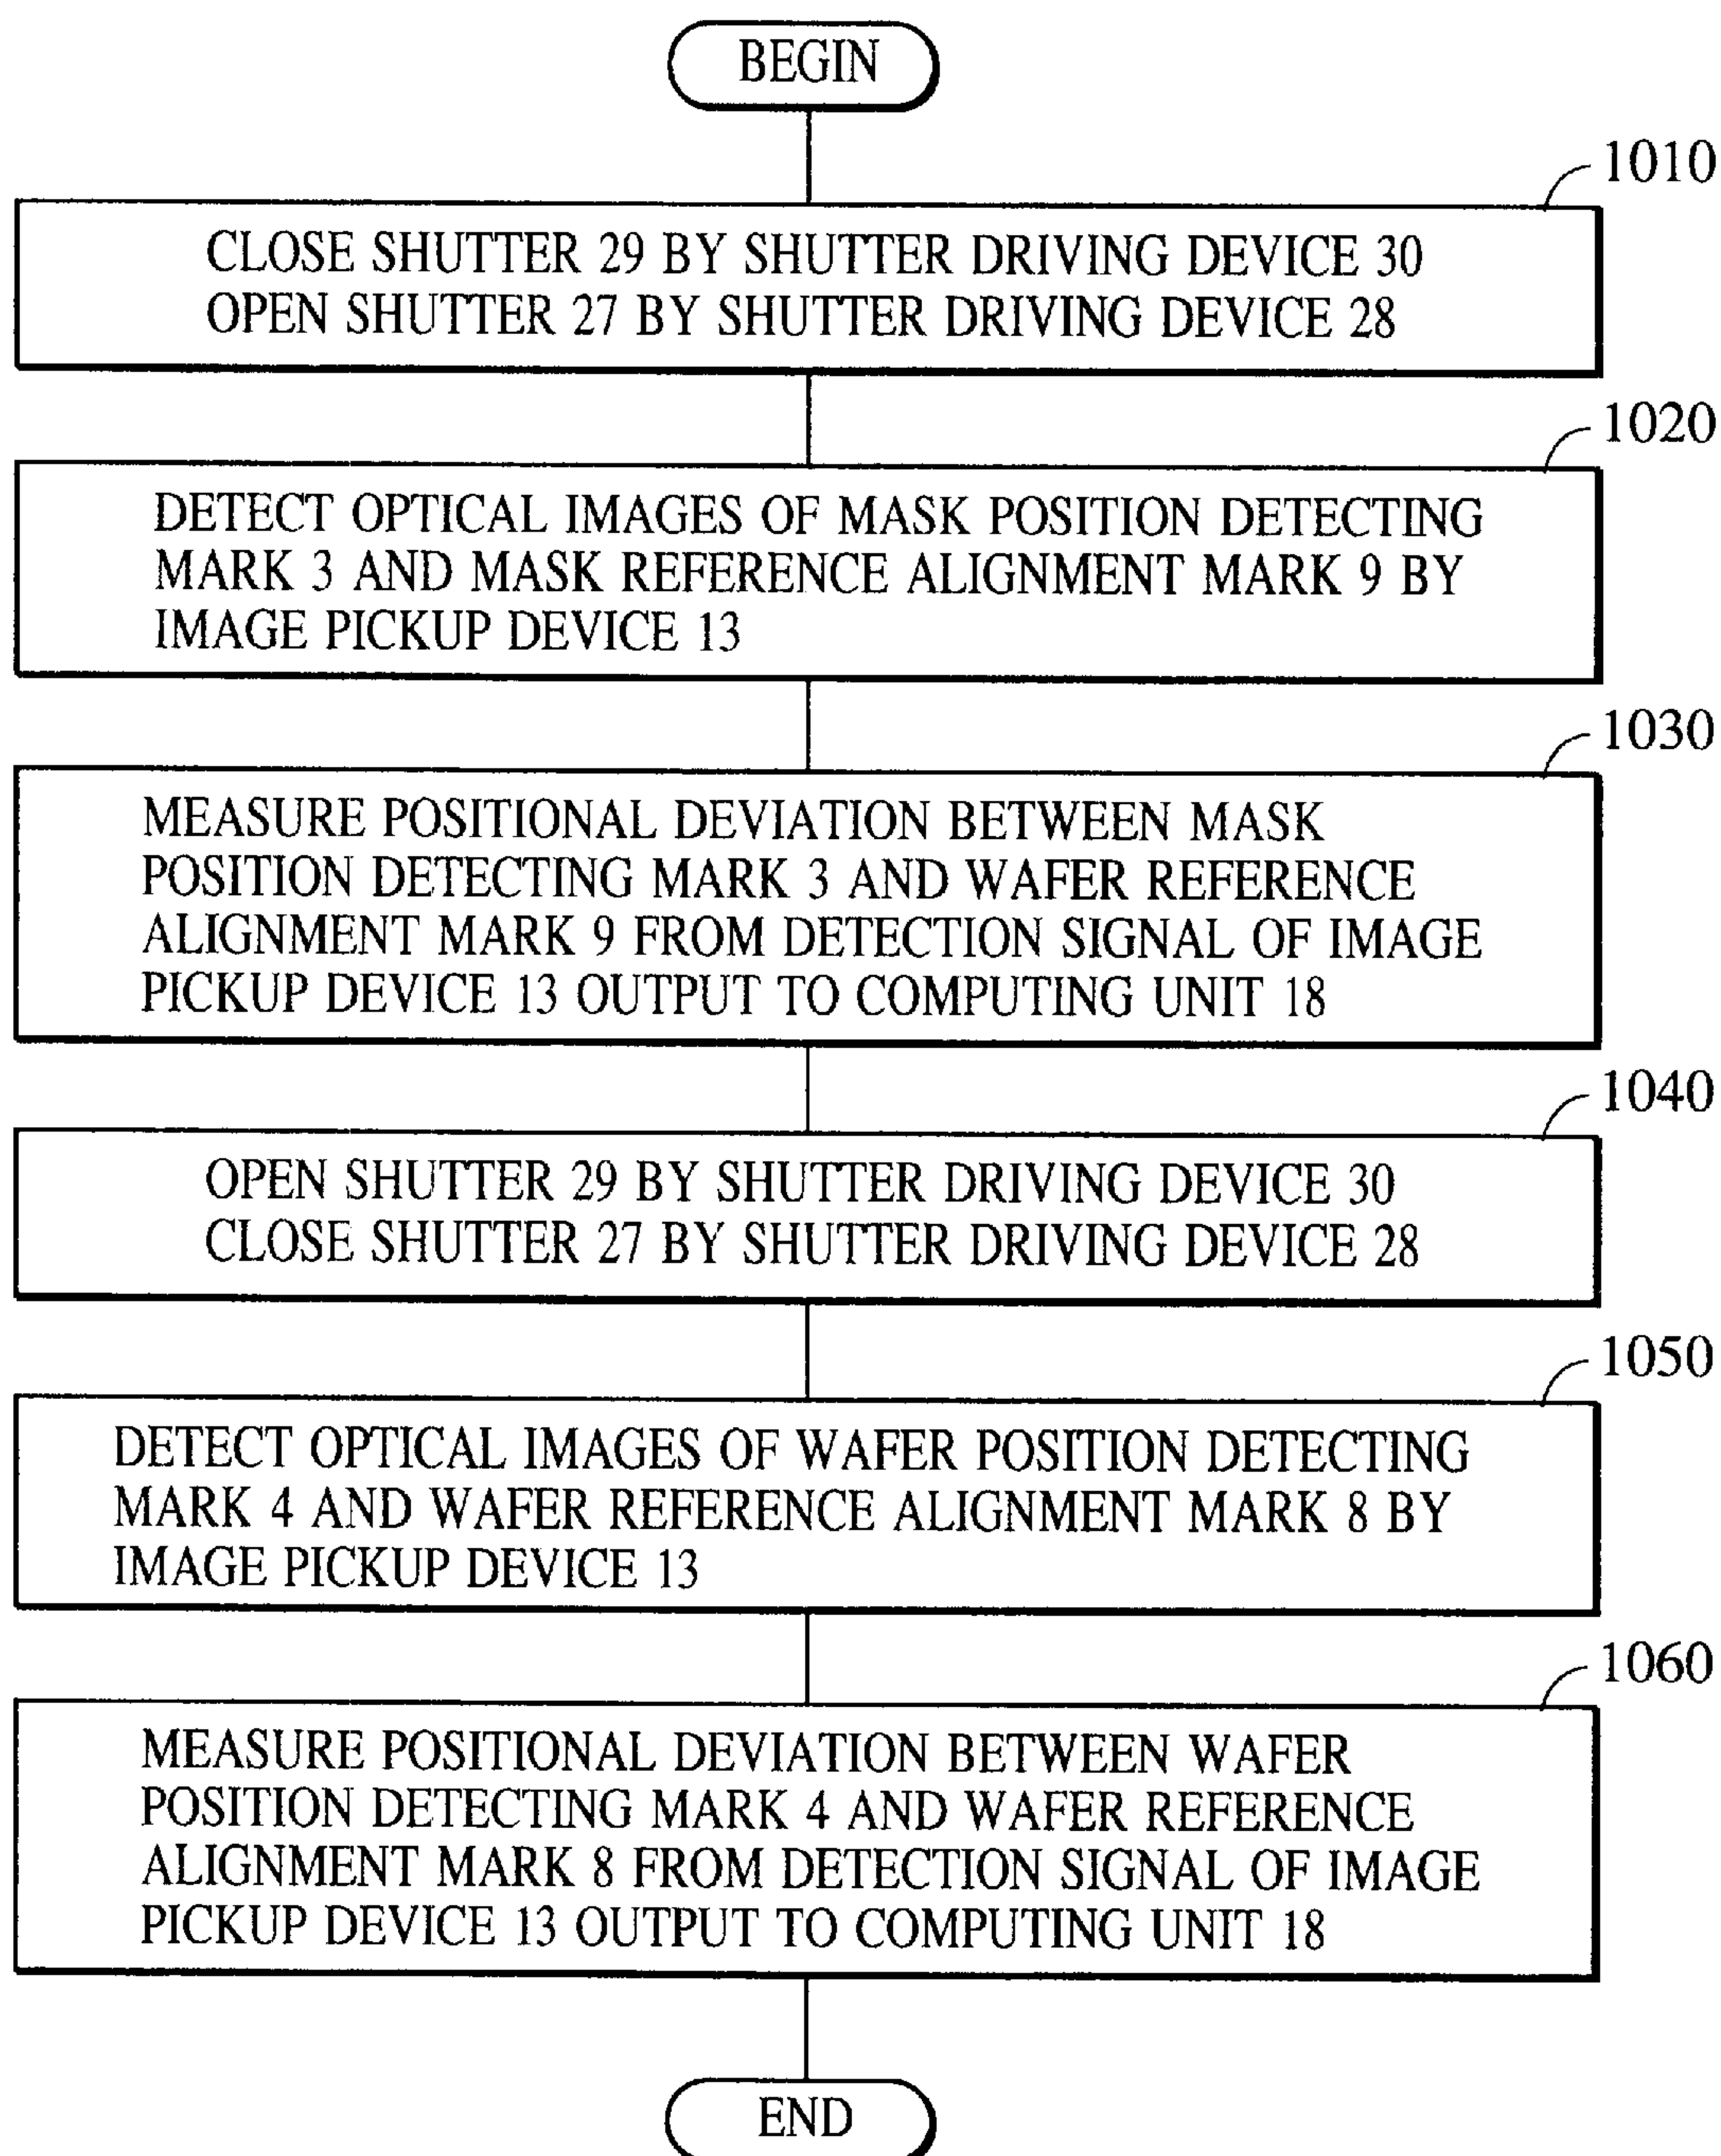 BEGIN
1010
CLOSE SHUTTER 29 BY SHUTTER DRIVING DEVICE 30
OPEN SHUTTER 27 BY SHUTTER DRIVING DEVICE 28
1020
DETECT OPTICAL IMAGES OF MASK POSITION DETECTING
MARK 3 AND MASK REFERENCE ALIGNMENT MARK 9 BY
IMAGE PICKUP DEVICE 13
1030
MEASURE POSITIONAL DEVIATION BETWEEN MASK
POSITION DETECTING MARK 3 AND WAFER REFERENCE
ALIGNMENT MARK 9 FROM DETECTION SIGNAL OF IMAGE
PICKUP DEVICE 13 OUTPUT TO COMPUTING UNIT 18
1040
OPEN SHUTTER 29 BY SHUTTER DRIVING DEVICE 30
CLOSE SHUTTER 27 BY SHUTTER DRIVING DEVICE 28
1050
DETECT OPTICAL IMAGES OF WAFER POSITION DETECTING
MARK 4 AND WAFER REFERENCE ALIGNMENT MARK 8 BY
IMAGE PICKUP DEVICE 13
1060
MEASURE POSITIONAL DEVIATION BETWEEN WAFER
POSITION DETECTING MARK 4 AND WAFER REFERENCE
ALIGNMENT MARK 8 FROM DETECTION SIGNAL OF IMAGE
PICKUP DEVICE 13 OUTPUT TO COMPUTING UNIT 18
END